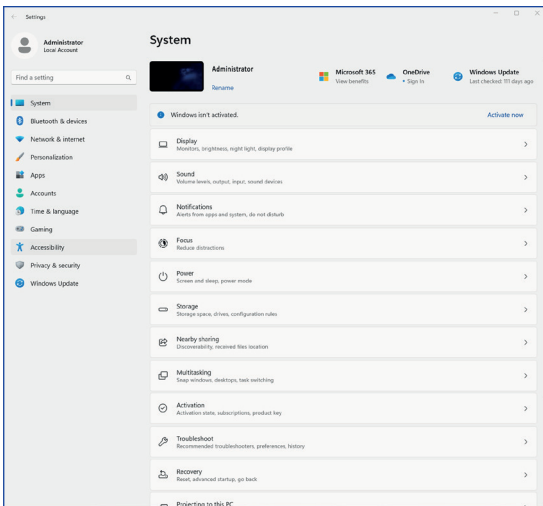 Settings
Administrator
Local Account
Find a setting
System
Bluetooth & devices
Network & internet
Personalization
Apps
Accounts
Time & language
Gaming
Accessibility
Privacy & security
Windows Update
System
Administrator
Rename
Microsoft 365
View benefits
OneDrive
• Sign In
Windows Update
Last checked: 111 days ago
Windows isn't activated.
Activate now
Display
Monitors, brightness, night light, display profile
Sound
Volume levels, output, input, sound devices
Notifications
Alerts from apps and system, do not disturb
Focus
Reduce distractions
Power
Screen and sleep, power mode
Storage
Storage space, drives, configuration rules
Nearby sharing
Discoverability, received files location
Multitasking
Snap windows, desktops, task switching
Activation
Activation state, subscriptions, product key
Troubleshoot
Recommended troubleshooters, preferences, history
Recovery
Reset, advanced startup, go back
Projecting to this PC